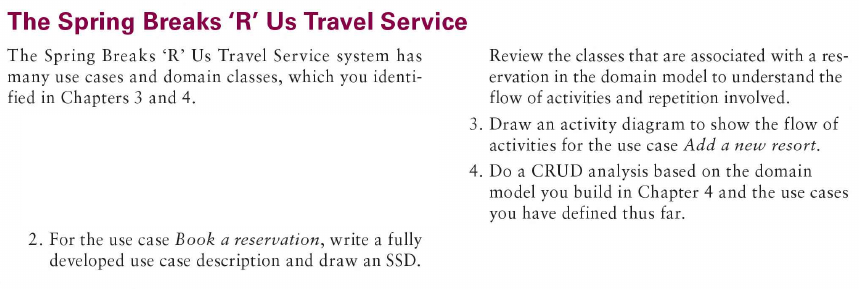 The Spring Breaks ‘R’ Us Travel Service
The Spring Breaks ‘R’ Us Travel Service system has
many use cases and domain classes, which you identi-
fied in Chapters 3 and 4.
2. For the use case Book a reservation, write a fully
developed use case description and draw an SSD.
Review the classes that are associated with a res-
ervation in the domain model to understand the
flow of activities and repetition involved.
3. Draw an activity diagram to show the flow of
activities for the use case Add a new resort.
4. Do a CRUD analysis based on the domain
model you build in Chapter 4 and the use cases
you have defined thus far.